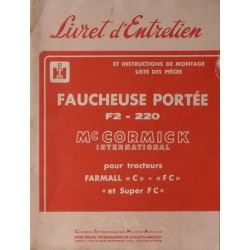 Livret d'Entretien
ET INSTRUCTIONS DE MONTAGE
LISTE DES PIÈCES
FAUCHEUSE PORTÉE
F2 - 220
McCORMICK
INTERNATIONAL
pour tracteurs
FARMALL «C» - «FC»
«et Super FC»